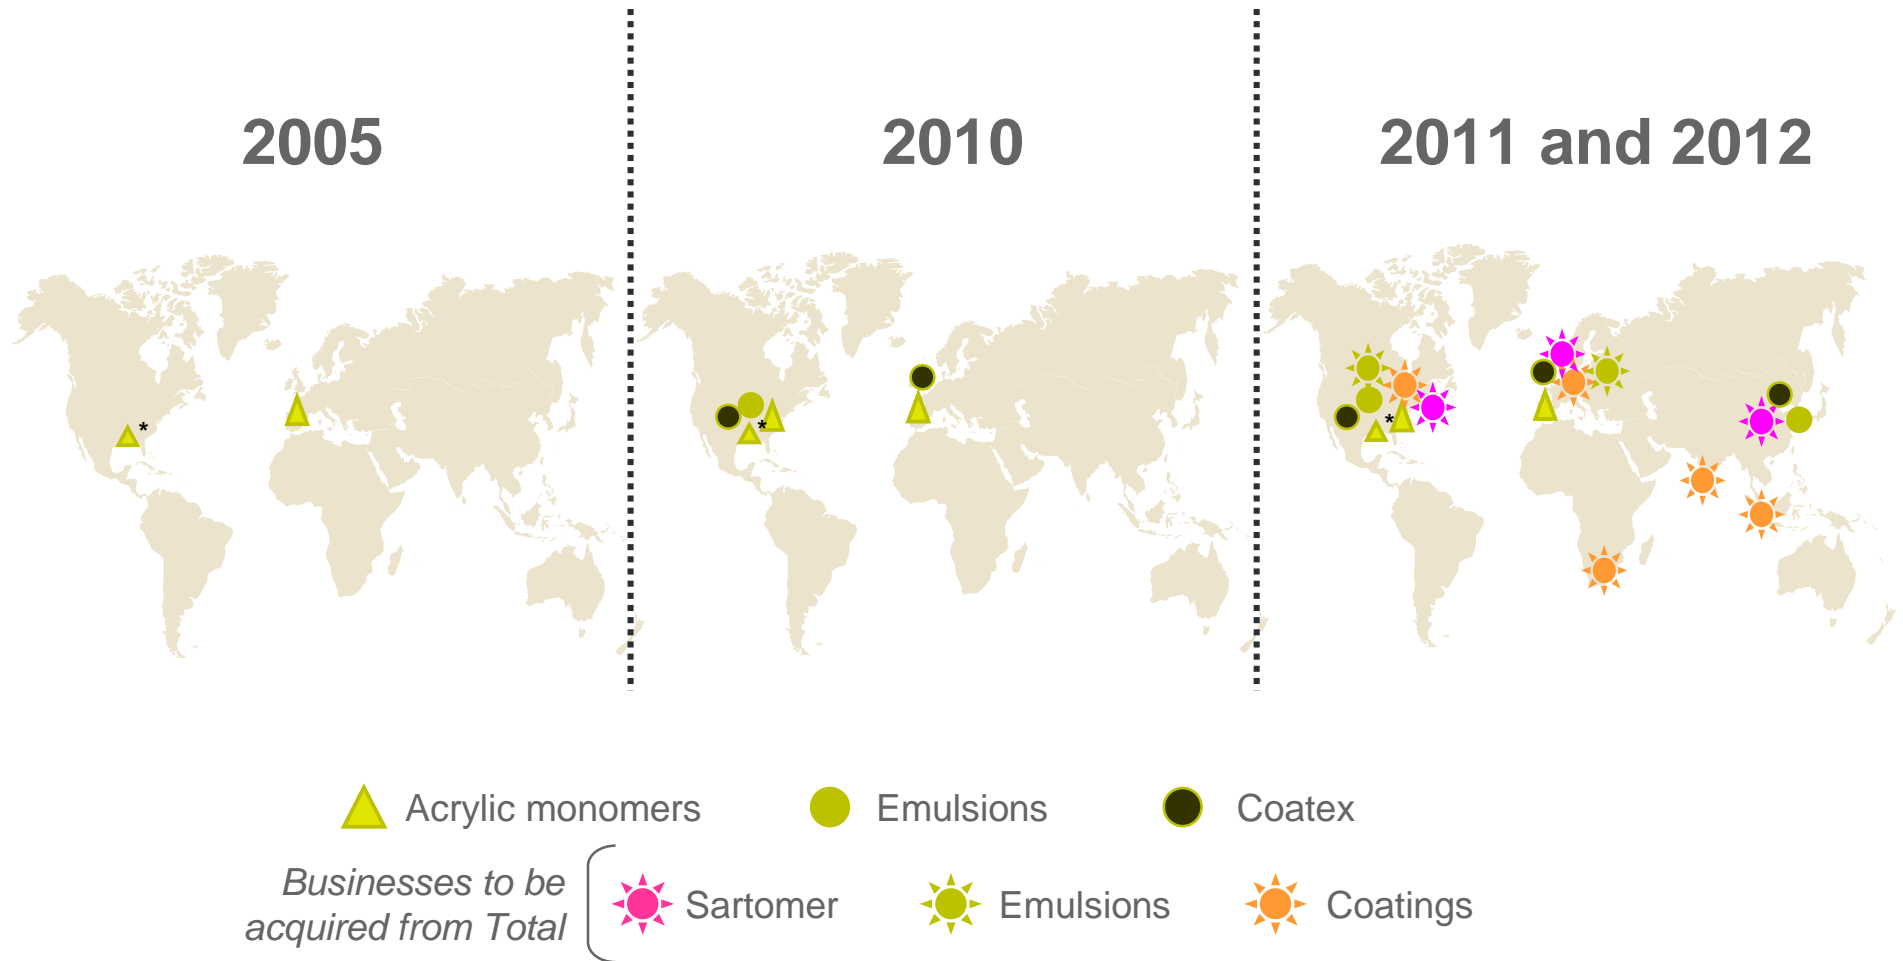 2005
2010
2011 and 2012
*
*
*
Acrylic monomers
Emulsions
Coatex
Businesses to be
acquired from Total
Sartomer
Emulsions
Coatings